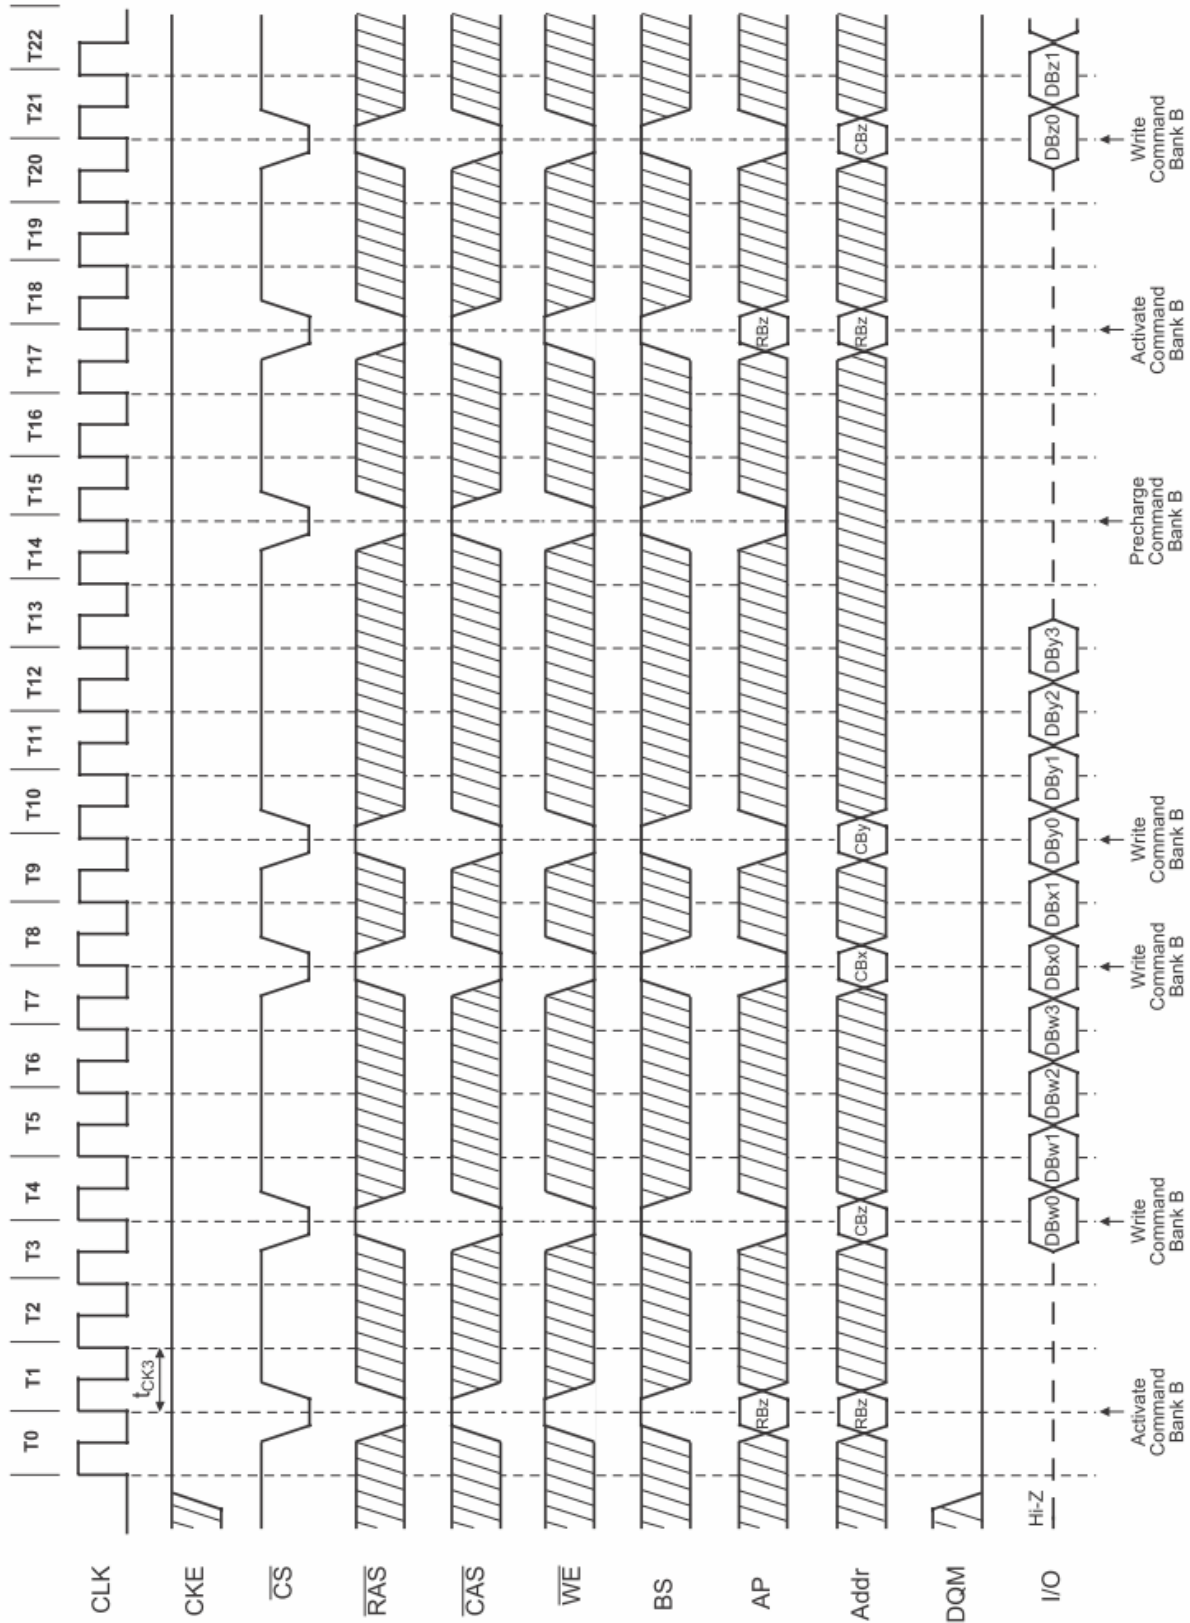 T0 T1 T2 T3 T4 T5 T6 T7 T8 T9 T10 T11 T12 T13 T14 T15 T16 T17 T18 T19 T20 T21 T22
CLK
tCK3
CKE
CS
RAS
CAS
WE
BS
AP
RBz RBz
Addr
RBz CBz CBx CBy RBz CBz
DQM
I/O
Hi-Z
DBw0 DBw1 DBw2 DBw3 DBx0 DBx1 DBy0 DBy1 DBy2 DBy3 DBz0 DBz1
Activate
Command
Bank B
Write
Command
Bank B
Write
Command
Bank B
Write
Command
Bank B
Precharge
Command
Bank B
Activate
Command
Bank B
Write
Command
Bank B